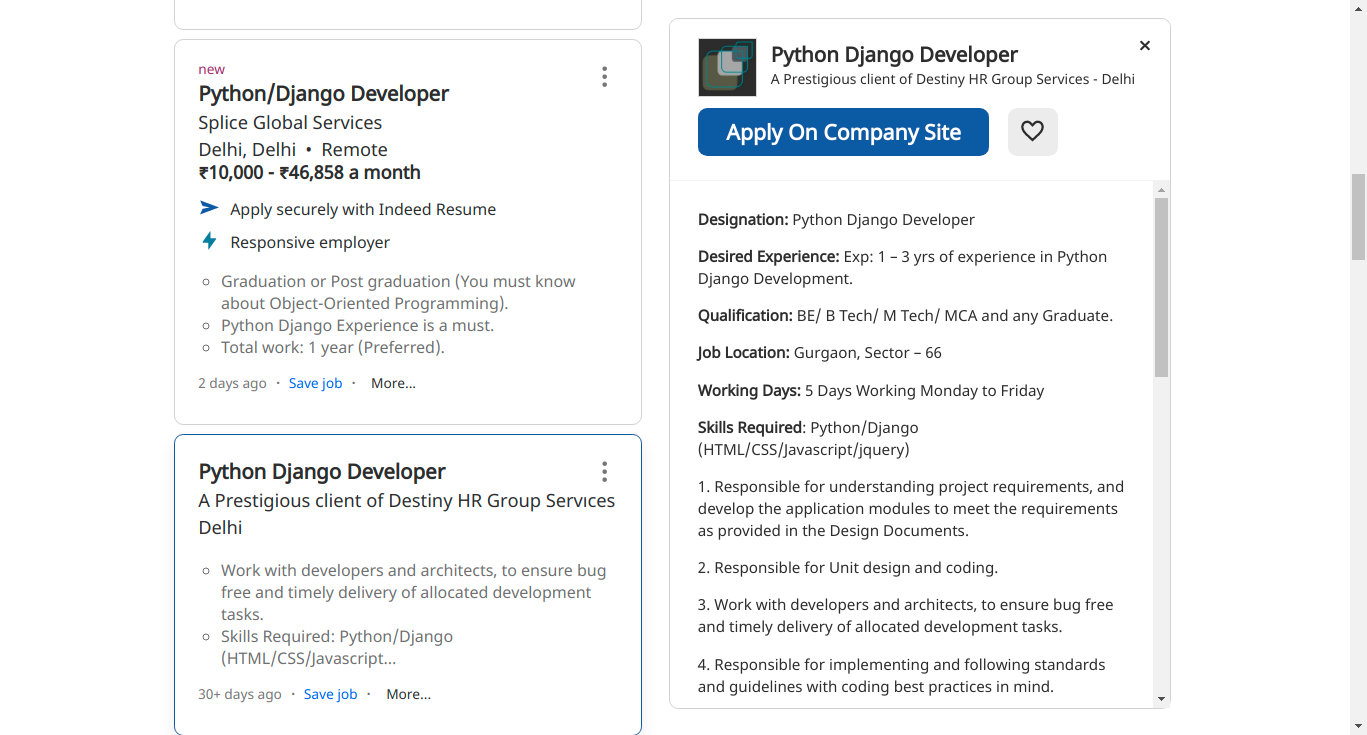 new
Python/Django Developer
Splice Global Services
Delhi, Delhi • Remote
₹10,000 - ₹46,858 a month
Apply securely with Indeed Resume
Responsive employer
Graduation or Post graduation (You must know
about Object-Oriented Programming).
Python Django Experience is a must.
Total work: 1 year (Preferred).
2 days ago · Save job · More...
Python Django Developer
A Prestigious client of Destiny HR Group Services
Delhi
Work with developers and architects, to ensure bug
free and timely delivery of allocated development
tasks.
Skills Required: Python/Django
(HTML/CSS/Javascript...
30+ days ago · Save job · More...
Python Django Developer
A Prestigious client of Destiny HR Group Services - Delhi
Apply On Company Site
Designation: Python Django Developer
Desired Experience: Exp: 1 – 3 yrs of experience in Python
Django Development.
Qualification: BE/ B Tech/ M Tech/ MCA and any Graduate.
Job Location: Gurgaon, Sector – 66
Working Days: 5 Days Working Monday to Friday
Skills Required: Python/Django
(HTML/CSS/Javascript/jquery)
1. Responsible for understanding project requirements, and
develop the application modules to meet the requirements
as provided in the Design Documents.
2. Responsible for Unit design and coding.
3. Work with developers and architects, to ensure bug free
and timely delivery of allocated development tasks.
4. Responsible for implementing and following standards
and guidelines with coding best practices in mind.